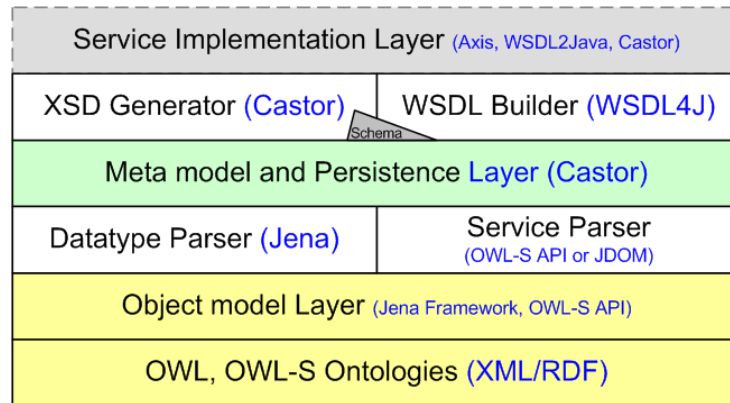 Service Implementation Layer (Axis, WSDL2Java, Castor)
XSD Generator (Castor)
WSDL Builder (WSDL4J)
Schema
Meta model and Persistence Layer (Castor)
Datatype Parser (Jena)
Service Parser
(OWL-S API or JDOM)
Object model Layer (Jena Framework, OWL-S API)
OWL, OWL-S Ontologies (XML/RDF)